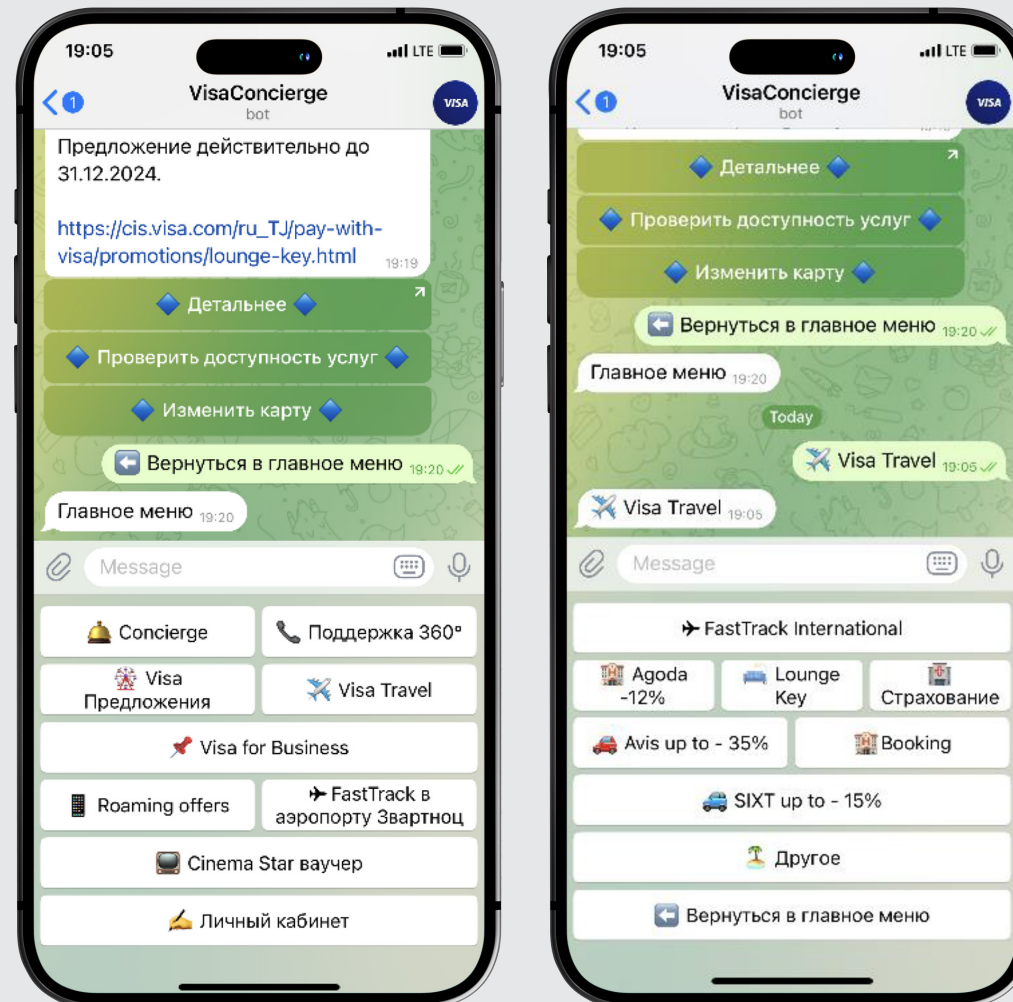 19:05
LTE
1
VisaConcierge
bot
VISA
Предложение действительно до
31.12.2024.
https://cis.visa.com/ru_TJ/pay-with-
visa/promotions/lounge-key.html 19:19
Детальнее
Проверить доступность услуг
Изменить карту
Вернуться в главное меню 19:20
Главное меню 19:20
Message
Concierge
Поддержка 360°
Visa
Предложения
Visa Travel
Visa for Business
Roaming offers
FastTrack в
аэропорту Звартноц
Cinema Star ваучер
Личный кабинет
19:05
LTE
1
VisaConcierge
bot
VISA
Детальнее
Проверить доступность услуг
Изменить карту
Вернуться в главное меню 19:20
Главное меню 19:20
Today
Visa Travel 19:05
Visa Travel 19:05
Message
FastTrack International
Agoda
-12%
Lounge
Key
Страхование
Avis up to - 35%
Booking
SIXT up to - 15%
Другое
Вернуться в главное меню